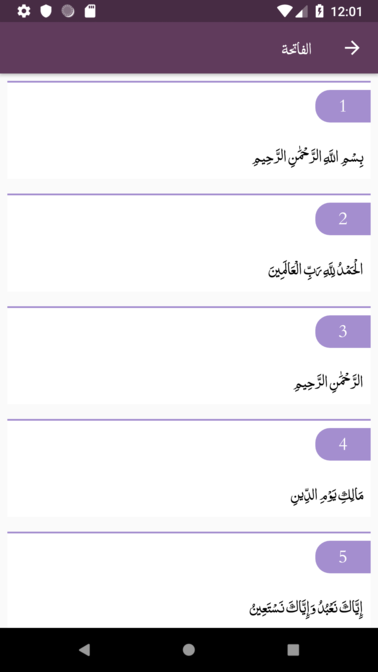 12:01
الفاتحة
1
بِسْمِ اللَّهِ الرَّحْمَٰنِ الرَّحِيمِ
2
الْحَمْدُ لِلَّهِ رَبِّ الْعَالَمِينَ
3
الرَّحْمَٰنِ الرَّحِيمِ
4
مَالِكِ يَوْمِ الدِّينِ
5
إِيَّاكَ نَعْبُدُ وَإِيَّاكَ نَسْتَعِينُ